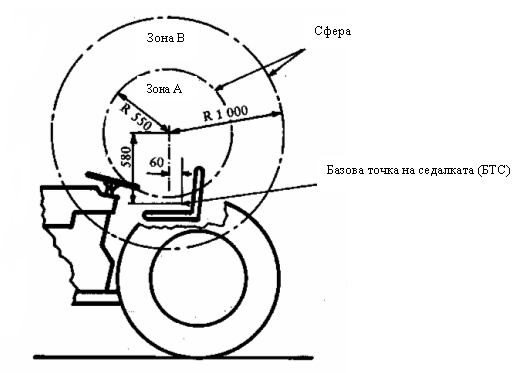 Сфера
Зона В
Зона А
R 550
R 1 000
580
60
Базова точка на седалката (БТС)